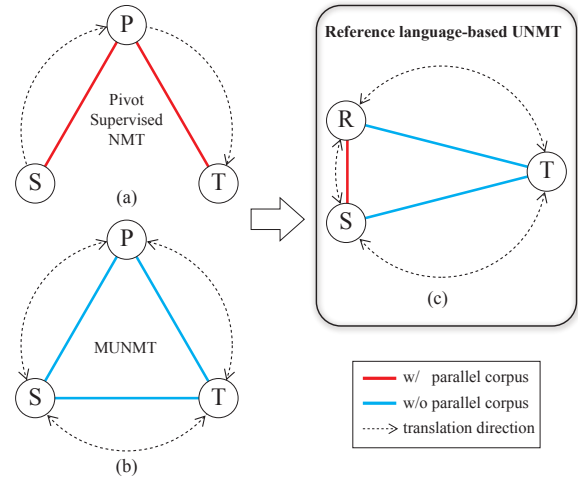 P
Pivot
Supervised
NMT
S
T
(a)
P
MUNMT
S
T
(b)
Reference language-based UNMT
R
T
S
(c)
w/ parallel corpus
w/o parallel corpus
translation direction